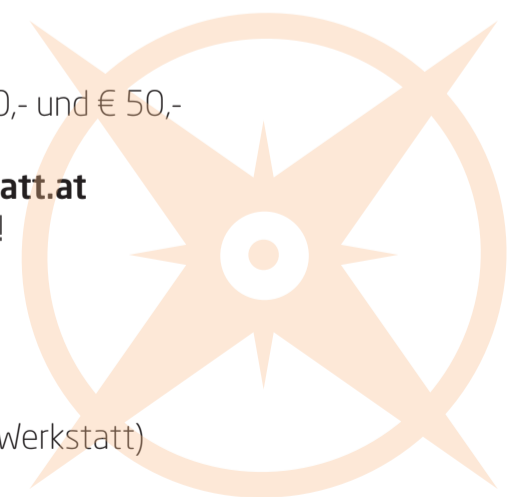 0,- und € 50,-
att.at
!
Werkstatt)